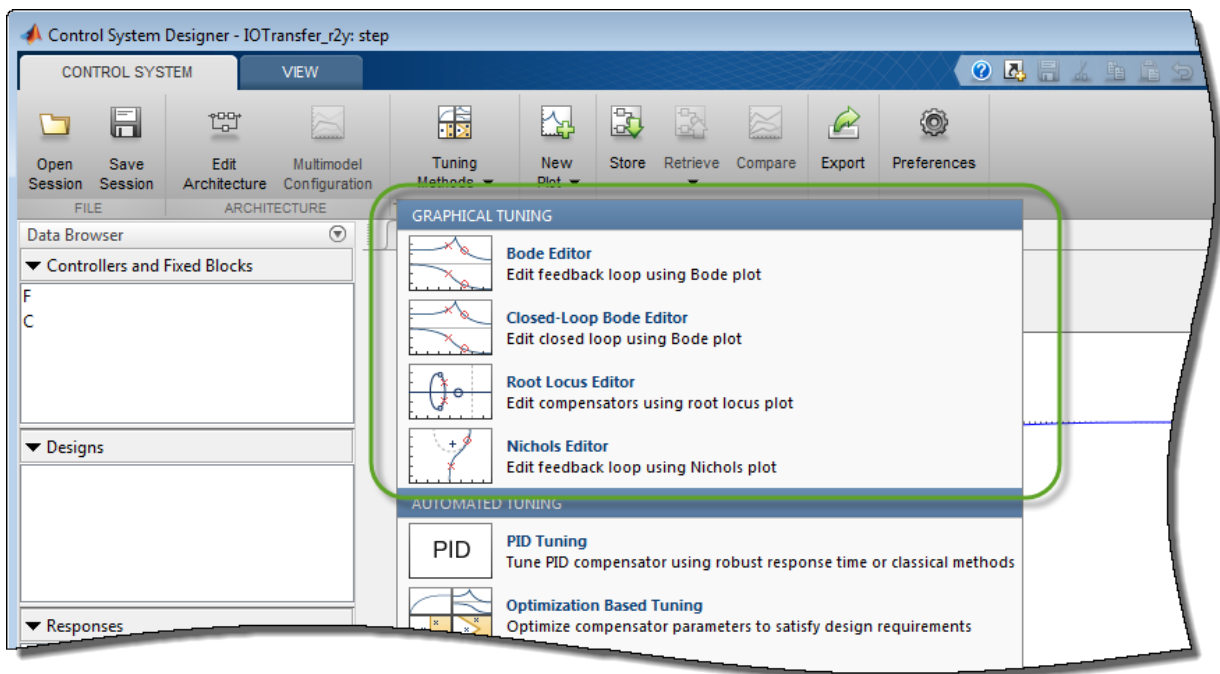 Control System Designer - IOTransfer_r2y: step
CONTROL SYSTEM
VIEW
Open Session
Save Session
Edit Architecture
Multimodel Configuration
Tuning Methods
New Plot
Store
Retrieve
Compare
Export
Preferences
FILE
ARCHITECTURE
Data Browser
Controllers and Fixed Blocks
F
C
Designs
Responses
GRAPHICAL TUNING
Bode Editor
Edit feedback loop using Bode plot
Closed-Loop Bode Editor
Edit closed loop using Bode plot
Root Locus Editor
Edit compensators using root locus plot
Nichols Editor
Edit feedback loop using Nichols plot
AUTOMATED TUNING
PID
PID Tuning
Tune PID compensator using robust response time or classical methods
Optimization Based Tuning
Optimize compensator parameters to satisfy design requirements